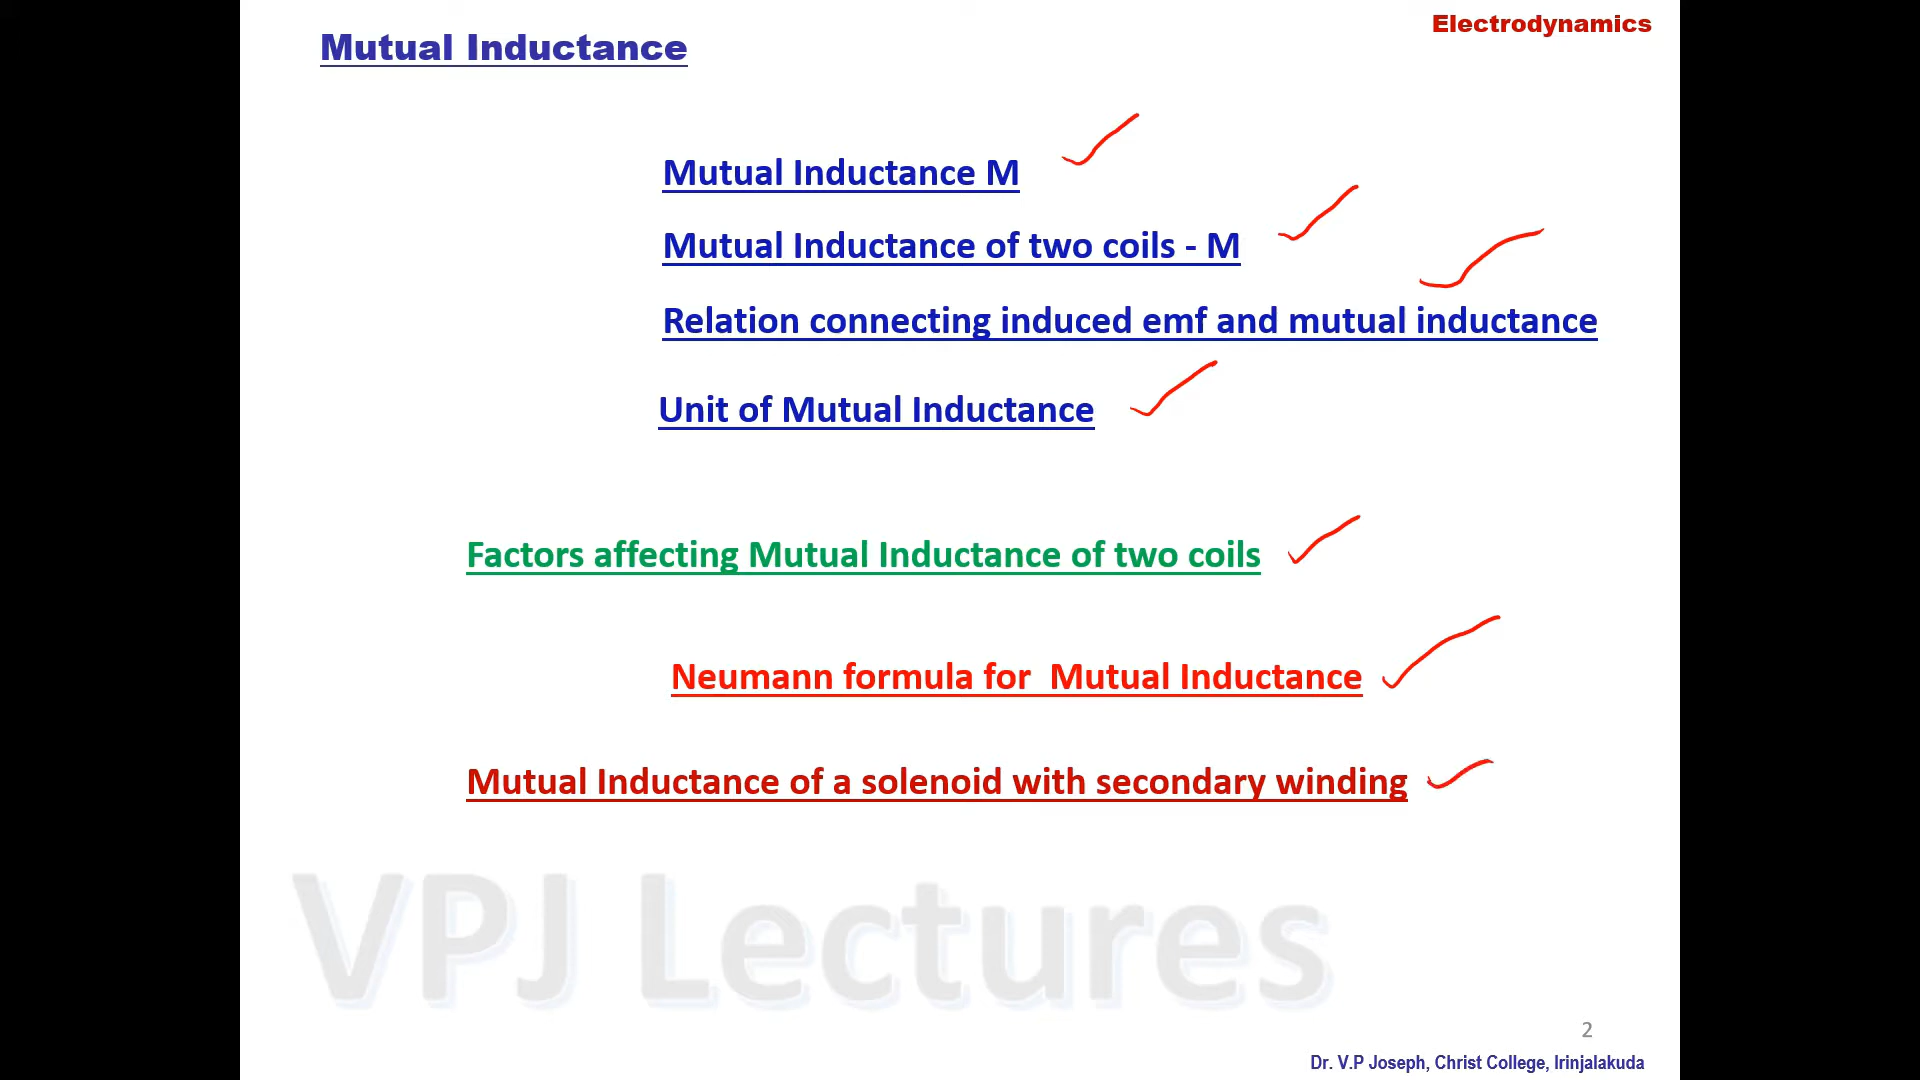 Electrodynamics
Mutual Inductance
Mutual Inductance M
Mutual Inductance of two coils - M
Relation connecting induced emf and mutual inductance
Unit of Mutual Inductance
Factors affecting Mutual Inductance of two coils
Neumann formula for Mutual Inductance
Mutual Inductance of a solenoid with secondary winding
VPJ Lectures
2
Dr. V.P Joseph, Christ College, Irinjalakuda